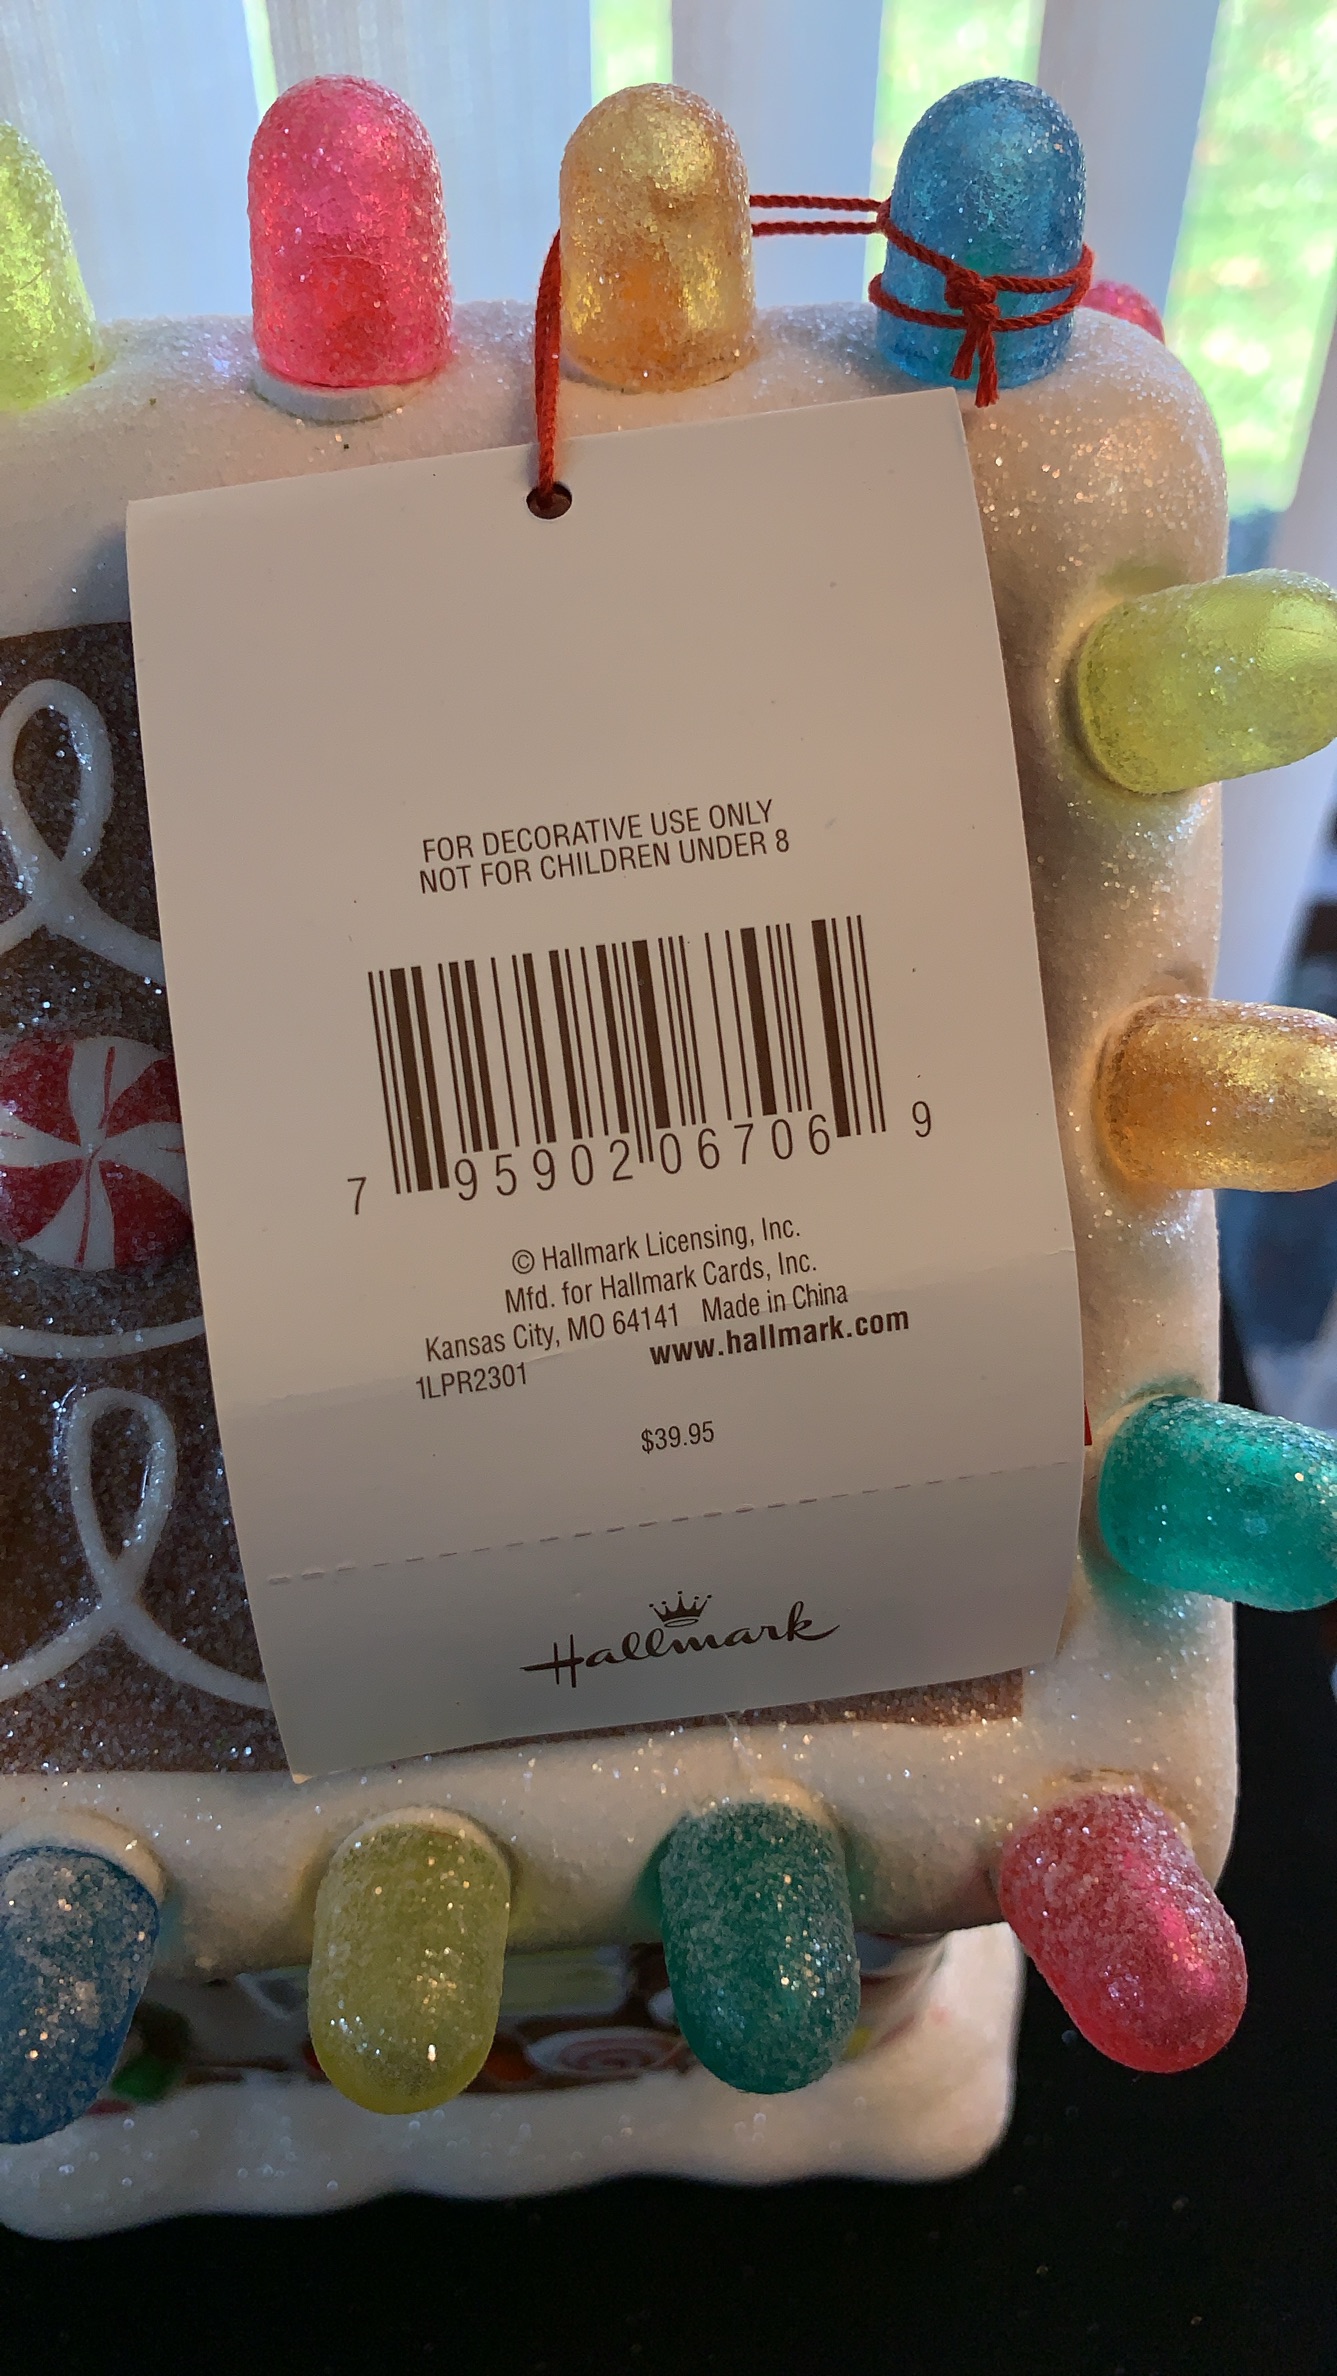 FOR DECORATIVE USE ONLY
NOT FOR CHILDREN UNDER 8
7 95902 06706 9
© Hallmark Licensing, Inc.
Mfd. for Hallmark Cards, Inc.
Kansas City, MO 64141 Made in China
1LPR2301 www.hallmark.com
$39.95
Hallmark